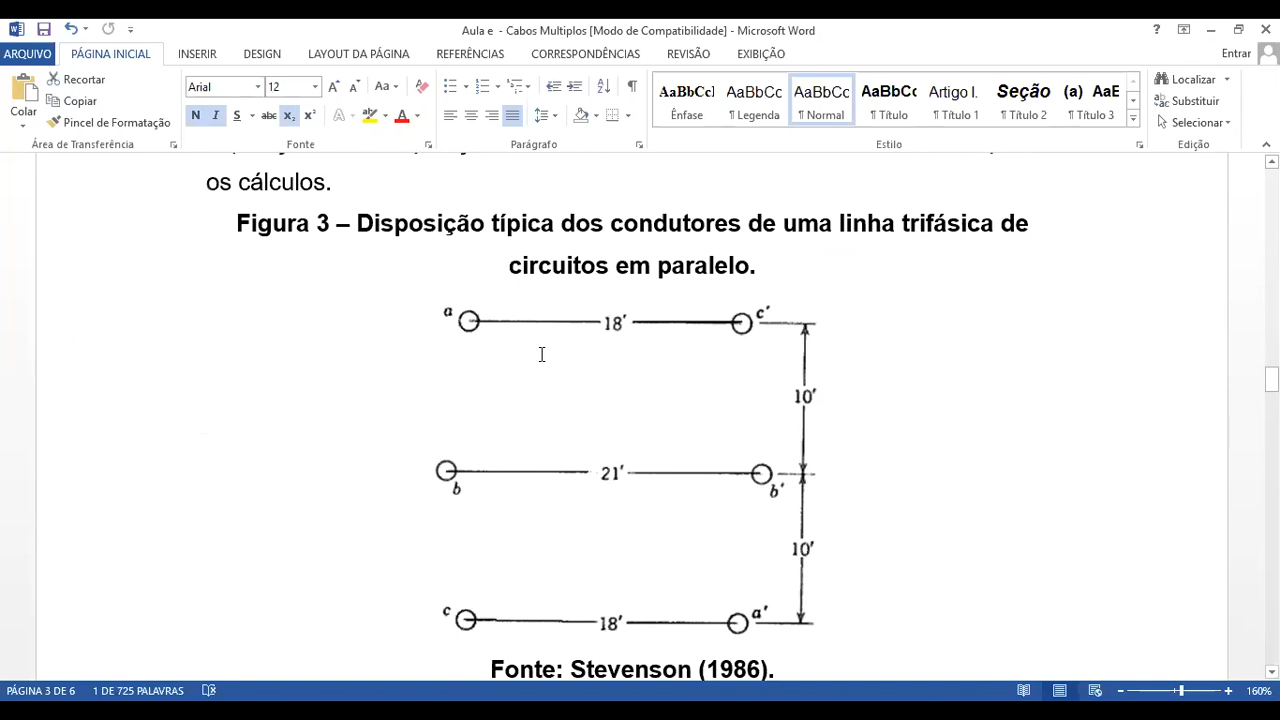 Aula e - Cabos Multiplos [Modo de Compatibilidade] - Microsoft Word
ARQUIVO PÁGINA INICIAL INSERIR DESIGN LAYOUT DA PÁGINA REFERÊNCIAS CORRESPONDÊNCIAS REVISÃO EXIBIÇÃO Entrar
Colar
Recortar
Copiar
Pincel de Formatação
Área de Transferência
Arial 12
N I S abc x₂ x²
Fonte
Parágrafo
AaBbCcl AaBbCc AaBbCc AaBbCc Artigo I. Seção (a) AaE
Ênfase ¶ Legenda ¶ Normal ¶ Título ¶ Título 1 ¶ Título 2 ¶ Título 3
Estilo
Localizar
Substituir
Selecionar
Edição
os cálculos.
Figura 3 – Disposição típica dos condutores de uma linha trifásica de
circuitos em paralelo.
a 18' c'
10'
b 21' b'
10'
c 18' a'
Fonte: Stevenson (1986).
PÁGINA 3 DE 6 1 DE 725 PALAVRAS 160%